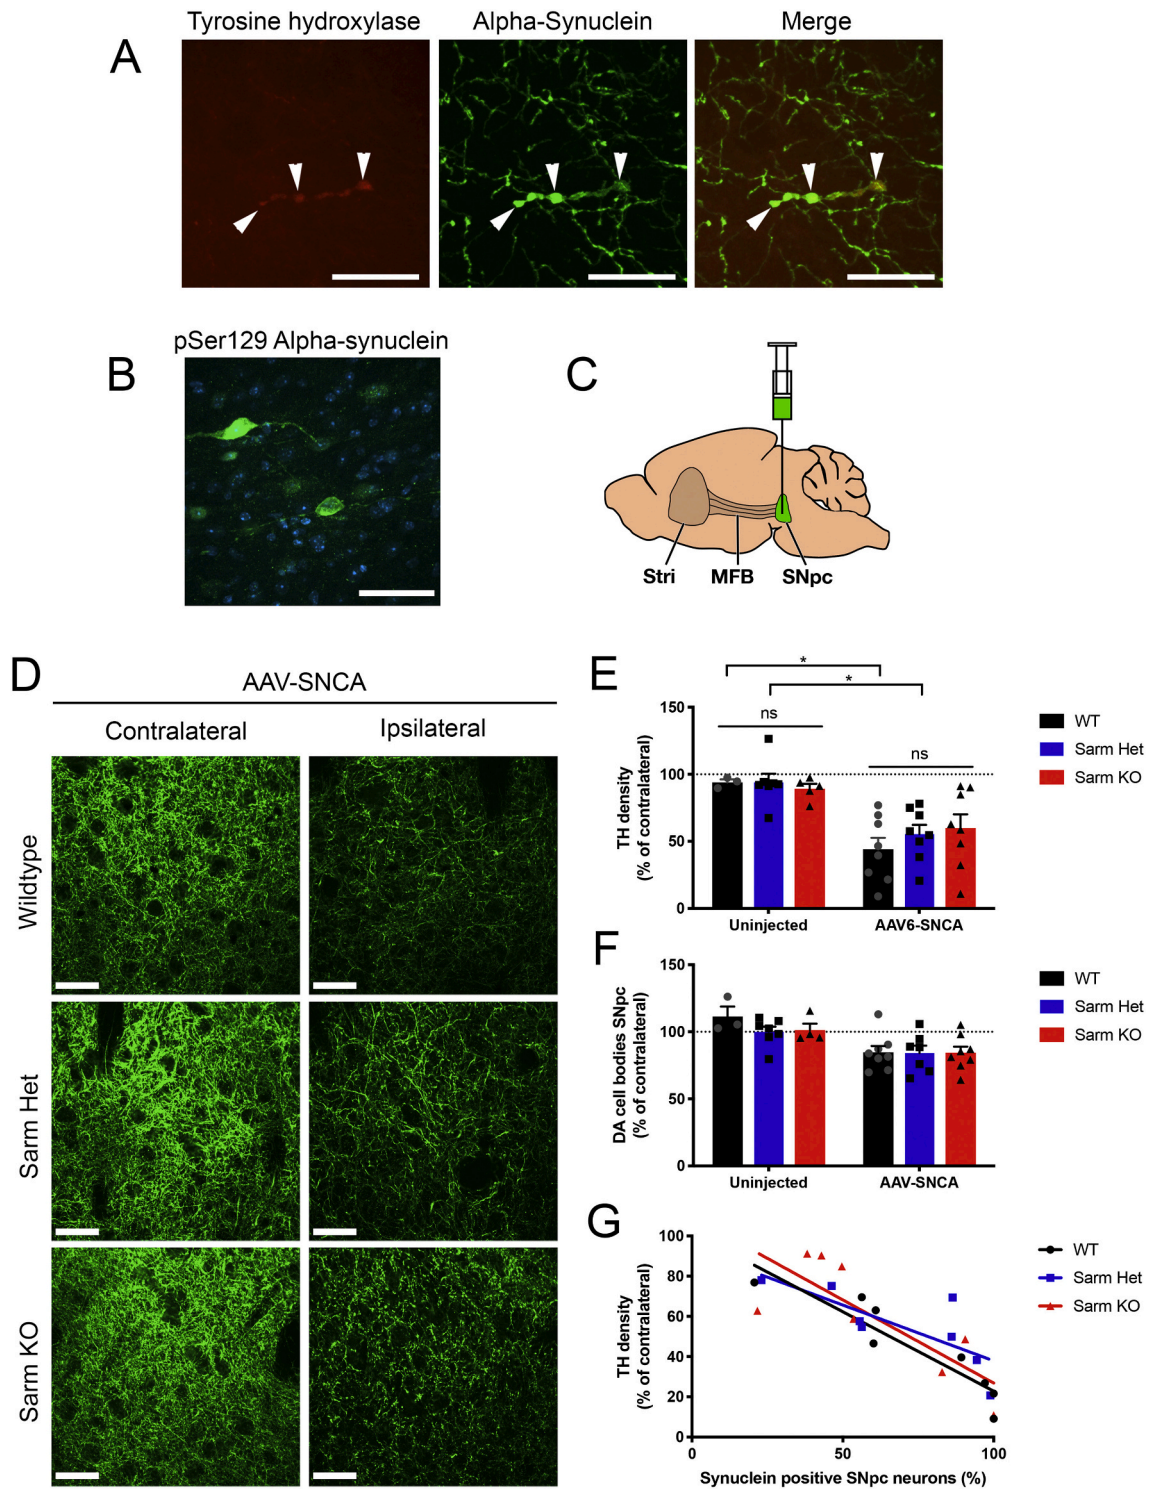 Tyrosine hydroxylase Alpha-Synuclein Merge
A
pSer129 Alpha-synuclein
B
C
Stri MFB SNpc
D
AAV-SNCA
Contralateral Ipsilateral
Wildtype
Sarm Het
Sarm KO
E
*
*
ns
ns
TH density
(% of contralateral)
150
100
50
0
Uninjected AAV6-SNCA
WT
Sarm Het
Sarm KO
F
DA cell bodies SNpc
(% of contralateral)
150
100
50
0
Uninjected AAV-SNCA
WT
Sarm Het
Sarm KO
G
TH density
(% of contralateral)
100
80
60
40
20
0
0 50 100
Synuclein positive SNpc neurons (%)
WT
Sarm Het
Sarm KO